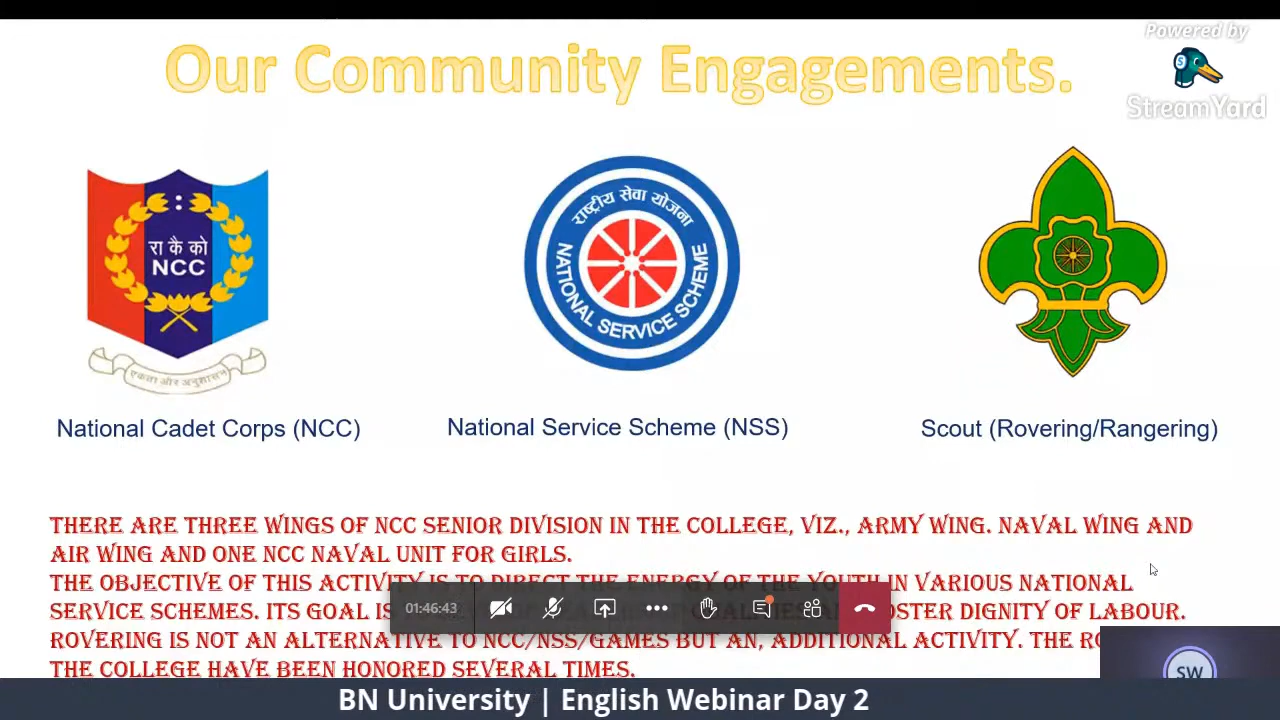 Powered by
StreamYard
Our Community Engagements.
रा कै को
NCC
एकता और अनुशासन
राष्ट्रीय सेवा योजना
NATIONAL SERVICE SCHEME
National Cadet Corps (NCC)
National Service Scheme (NSS)
Scout (Rovering/Rangering)
THERE ARE THREE WINGS OF NCC SENIOR DIVISION IN THE COLLEGE, VIZ., ARMY WING. NAVAL WING AND
AIR WING AND ONE NCC NAVAL UNIT FOR GIRLS.
THE OBJECTIVE OF THIS ACTIVITY IS TO DIRECT THE ENERGY OF THE YOUTH IN VARIOUS NATIONAL
SERVICE SCHEMES. ITS GOAL IS DIGNITY OF LABOUR.
ROVERING IS NOT AN ALTERNATIVE TO NCC/NSS/GAMES BUT AN, ADDITIONAL ACTIVITY. THE
THE COLLEGE HAVE BEEN HONORED SEVERAL TIMES.
01:46:43
SW
BN University | English Webinar Day 2